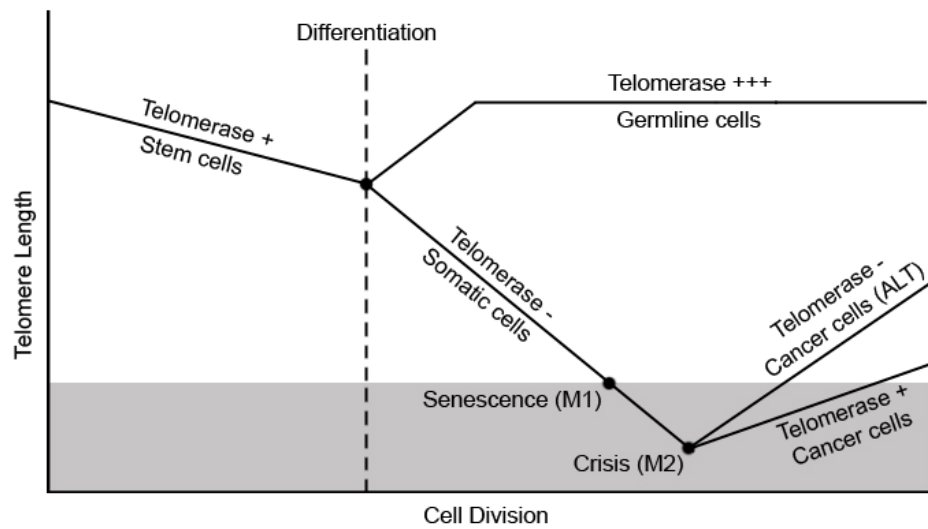 Differentiation
Telomerase +++
Germline cells
Telomerase +
Stem cells
Telomere Length
Telomerase -
Somatic cells
Telomerase -
Cancer cells (ALT)
Senescence (M1)
Telomerase +
Cancer cells
Crisis (M2)
Cell Division